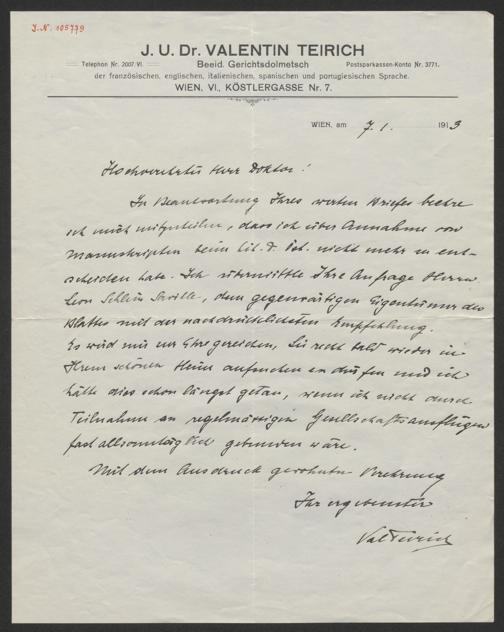 J. N. 105779
J. U. Dr. VALENTIN TEIRICH
Telephon Nr. 2007/VI. Beeid. Gerichtsdolmetsch Postsparkassen-Konto Nr. 3771.
der französischen, englischen, italienischen, spanischen und portugiesischen Sprache.
WIEN, VI., KÖSTLERGASSE Nr. 7.
WIEN, am 7. 1. 1913
Hochverehrter Herr Doktor!
In Beantwortung Ihres werten Briefes beehre
ich mich mitzuteilen, dass ich über Annahme von
Manuskripten beim nicht mehr zu ent-
scheiden habe. Ich übermittle Ihre Anfrage Herrn
Leon dem gegenwärtigen Eigentümer des
Blattes mit der nachdrücklichsten Empfehlung.
Es wird mir zur Ehre gereichen, Sie recht bald wieder in
Ihrem schönen Heim aufsuchen zu dürfen und ich
hätte dies schon längst getan, wenn ich nicht durch
Teilnahme an regelmässigen Gesellschaftsausflügen
fast allsonntäglich gebunden wäre.
Mit dem Ausdruck gewohnter Verehrung
Ihr ergebenster
Val Teirich